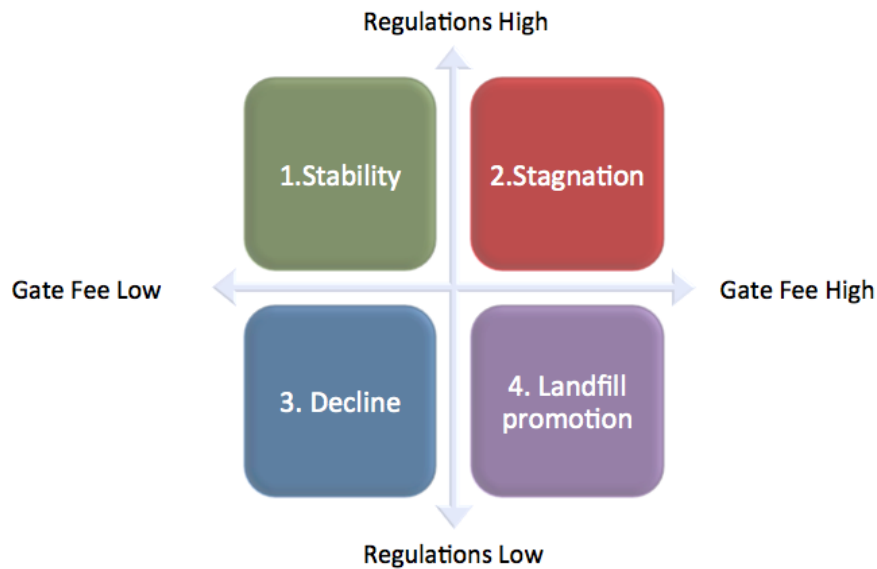 Regulations High
1.Stability
2.Stagnation
Gate Fee Low
Gate Fee High
3. Decline
4. Landfill
promotion
Regulations Low